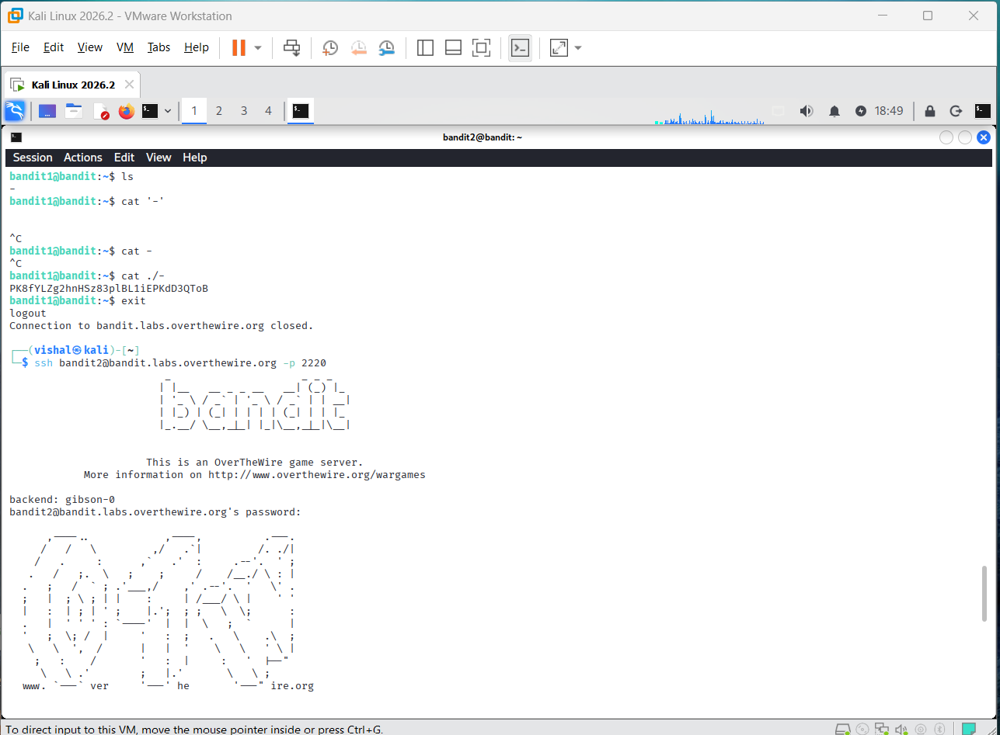 Kali Linux 2026.2 - VMware Workstation
File Edit View VM Tabs Help
Kali Linux 2026.2
1 2 3 4 18:49
bandit2@bandit: ~
Session Actions Edit View Help
bandit1@bandit:~$ ls
-
bandit1@bandit:~$ cat '-'
^C
bandit1@bandit:~$ cat -
^C
bandit1@bandit:~$ cat ./-
PK8fYLZg2hnHSz83plBL1iEPKdD3QToB
bandit1@bandit:~$ exit
logout
Connection to bandit.labs.overthewire.org closed.
┌──(vishal㉿kali)-[~]
└─$ ssh bandit2@bandit.labs.overthewire.org -p 2220
bandit
This is an OverTheWire game server.
More information on http://www.overthewire.org/wargames
backend: gibson-0
bandit2@bandit.labs.overthewire.org's password:
www. ver he ire.org
To direct input to this VM, move the mouse pointer inside or press Ctrl+G.